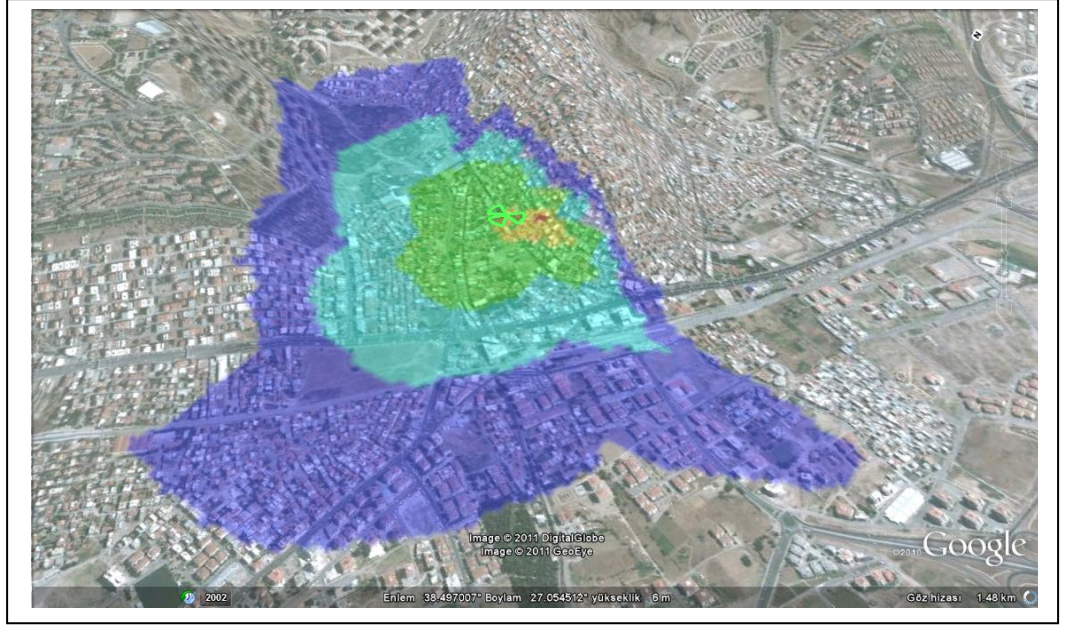 N
Image © 2011 DigitalGlobe
Image © 2011 GeoEye
©2010 Google
2002
Enlem 38.497007° Boylam 27.054512° yükseklik 6 m
Göz hizası 1.48 km